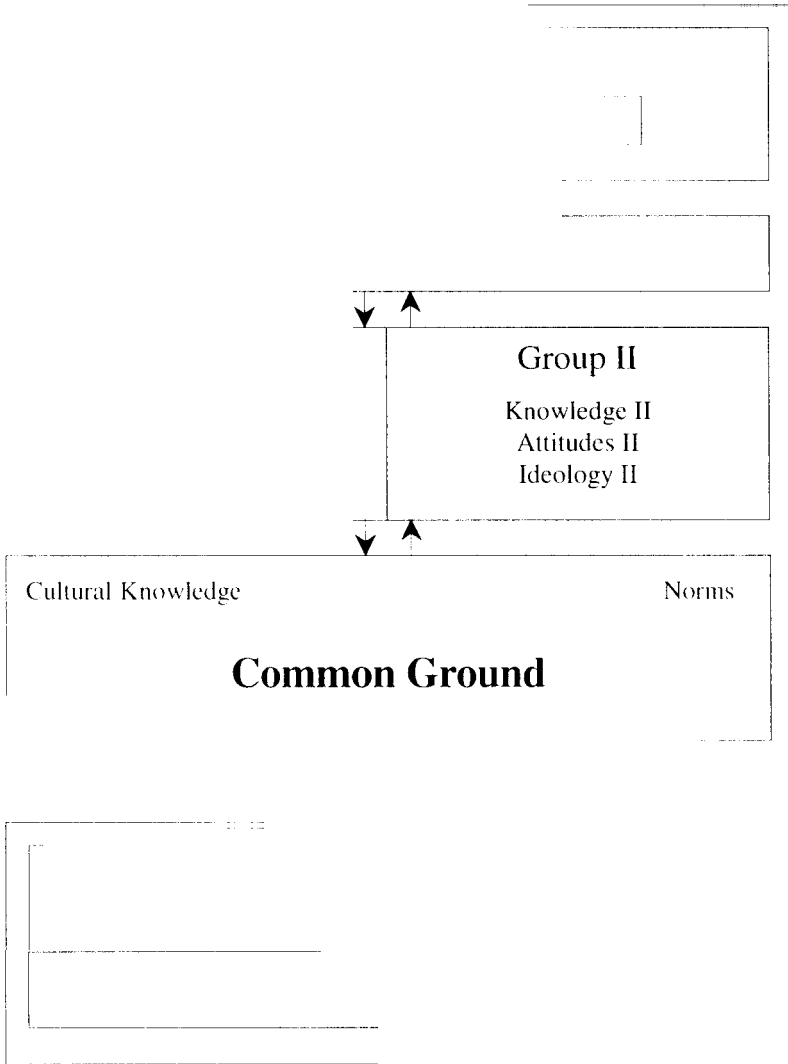 Group II
Knowledge II
Attitudes II
Ideology II
Cultural Knowledge Norms
Common Ground